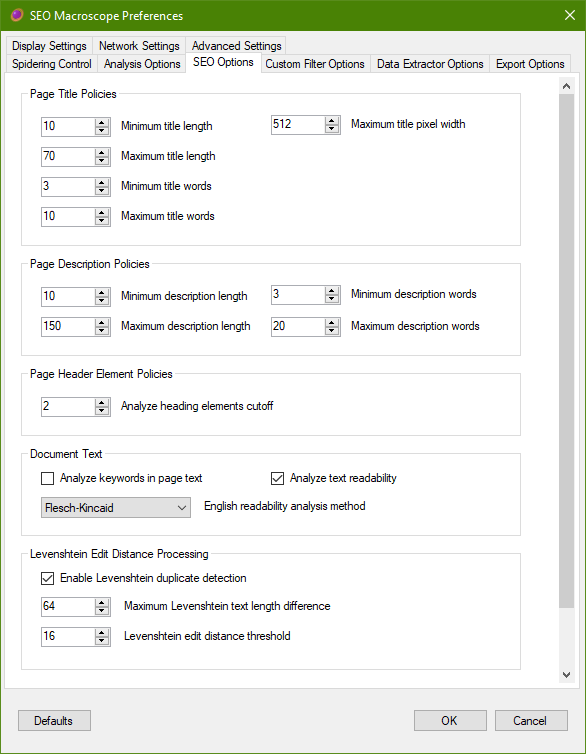 SEO Macroscope Preferences
Display Settings Network Settings Advanced Settings
Spidering Control Analysis Options SEO Options Custom Filter Options Data Extractor Options Export Options
Page Title Policies
10 Minimum title length 512 Maximum title pixel width
70 Maximum title length
3 Minimum title words
10 Maximum title words
Page Description Policies
10 Minimum description length 3 Minimum description words
150 Maximum description length 20 Maximum description words
Page Header Element Policies
2 Analyze heading elements cutoff
Document Text
Analyze keywords in page text Analyze text readability
Flesch-Kincaid English readability analysis method
Levenshtein Edit Distance Processing
Enable Levenshtein duplicate detection
64 Maximum Levenshtein text length difference
16 Levenshtein edit distance threshold
Defaults OK Cancel